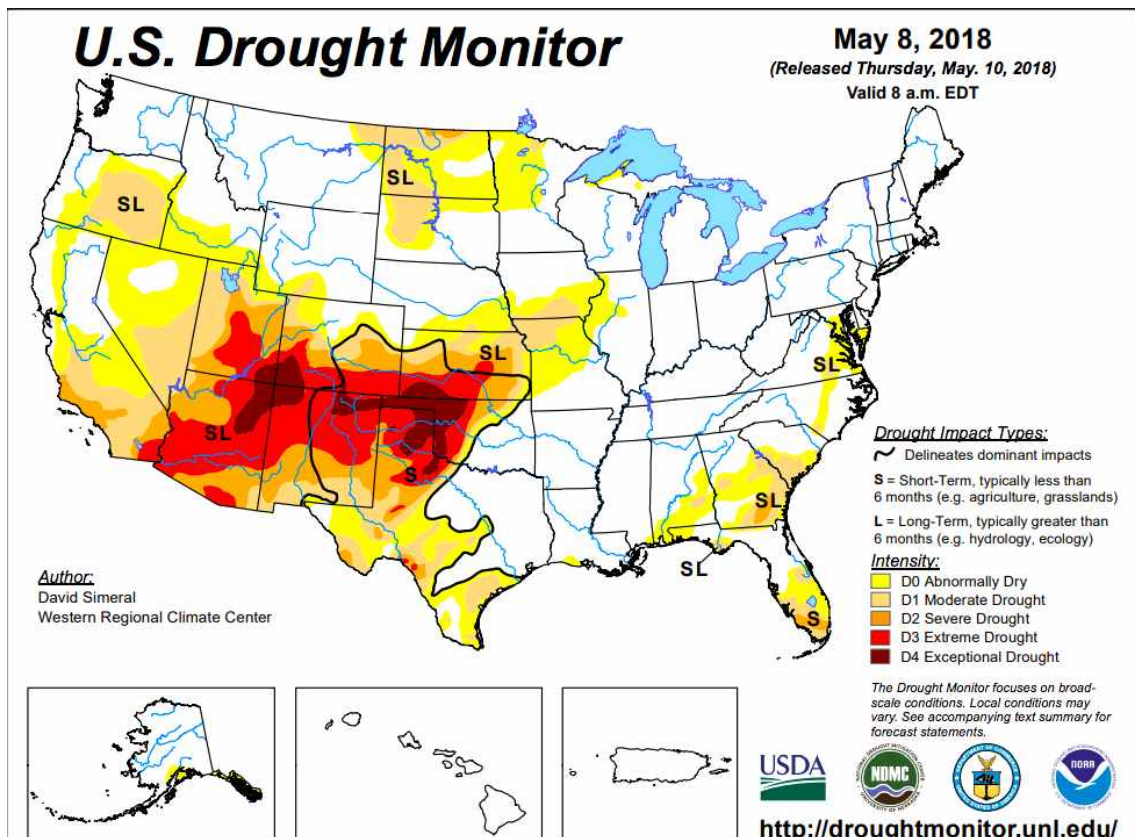 U.S. Drought Monitor
May 8, 2018
(Released Thursday, May. 10, 2018)
Valid 8 a.m. EDT
SL
SL
SL
SL
SL
S
SL
SL
S
Drought Impact Types:
Delineates dominant impacts
S = Short-Term, typically less than
6 months (e.g. agriculture, grasslands)
L = Long-Term, typically greater than
6 months (e.g. hydrology, ecology)
Intensity:
D0 Abnormally Dry
D1 Moderate Drought
D2 Severe Drought
D3 Extreme Drought
D4 Exceptional Drought
Author:
David Simeral
Western Regional Climate Center
The Drought Monitor focuses on broad-
scale conditions. Local conditions may
vary. See accompanying text summary for
forecast statements.
USDA
NDMC
NOAA
http://droughtmonitor.unl.edu/